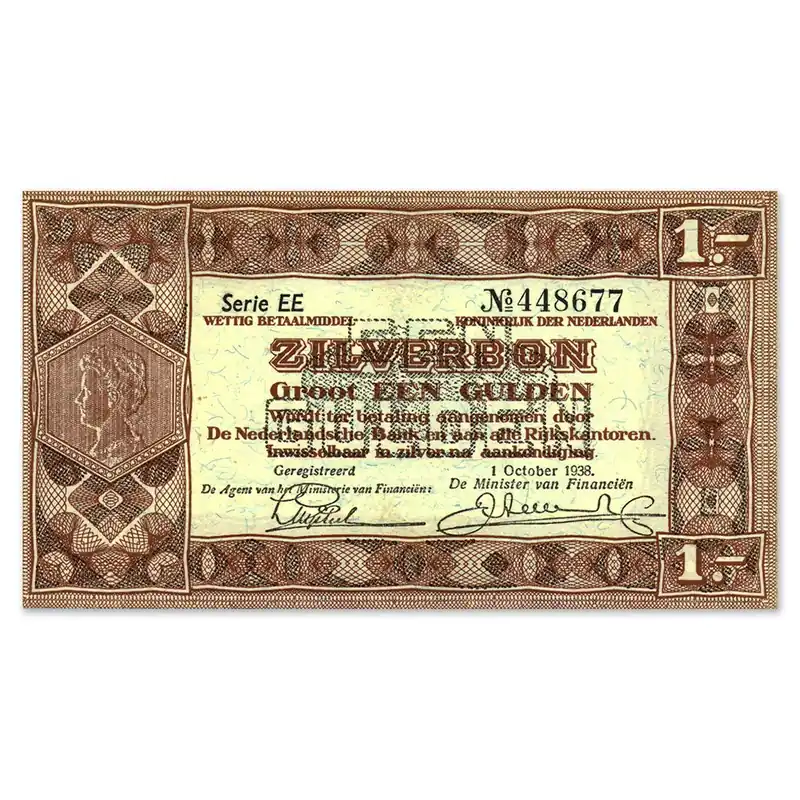 1.-
Serie EE № 448677
WETTIG BETAALMIDDEL KONINKRIJK DER NEDERLANDEN
ZILVERBON
Groot EEN GULDEN
Wordt ter betaling aangenomen door
De Nederlandsche Bank en aan alle Rijkskantoren.
Inwisselbaar in zilver na aankondiging.
Geregistreerd 1 October 1938.
De Agent van het Ministerie van Financiën: De Minister van Financiën
1.-